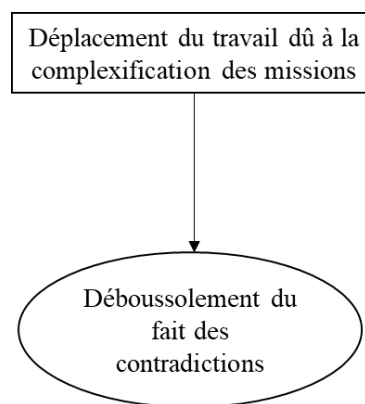 Déplacement du travail dû à la
complexification des missions
Déboussolement du
fait des
contradictions